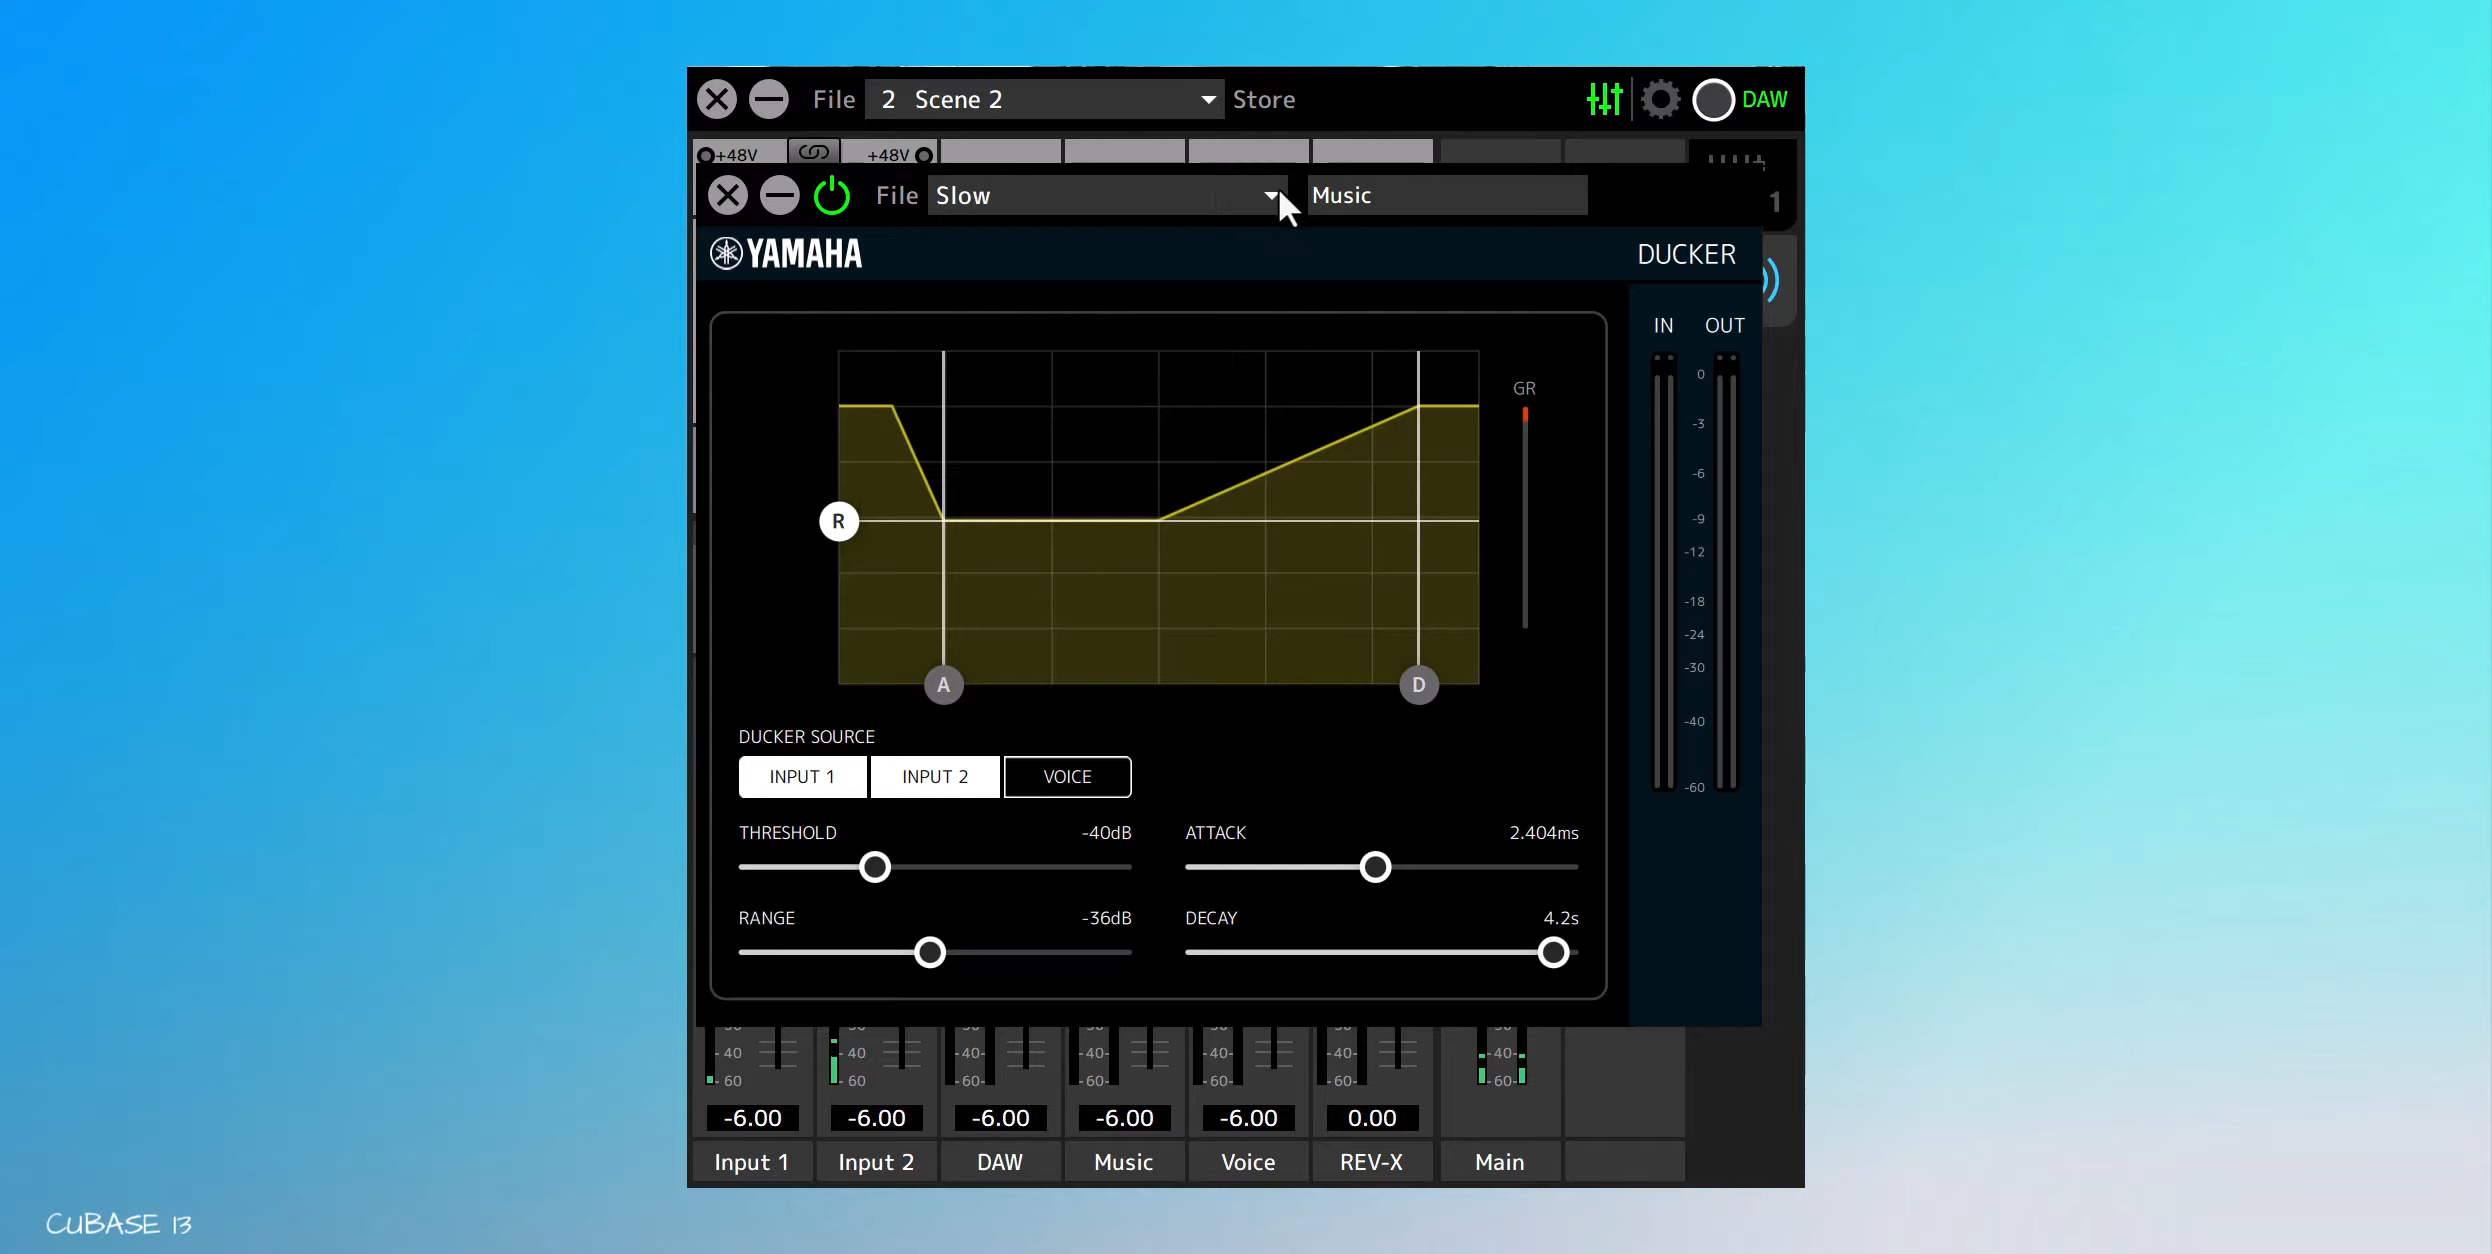 File 2 Scene 2 Store DAW
+48V +48V
File Slow Music 1
YAMAHA DUCKER
IN OUT
GR
0
-3
-6
-9
-12
-18
-24
-30
-40
-60
R
A D
DUCKER SOURCE
INPUT 1 INPUT 2 VOICE
THRESHOLD -40dB ATTACK 2.404ms
RANGE -36dB DECAY 4.2s
40 40 -40- -40- -40- -40- -40-
60 60 -60- -60- -60- -60- -60-
-6.00 -6.00 -6.00 -6.00 -6.00 0.00
Input 1 Input 2 DAW Music Voice REV-X Main
CUBASE 13